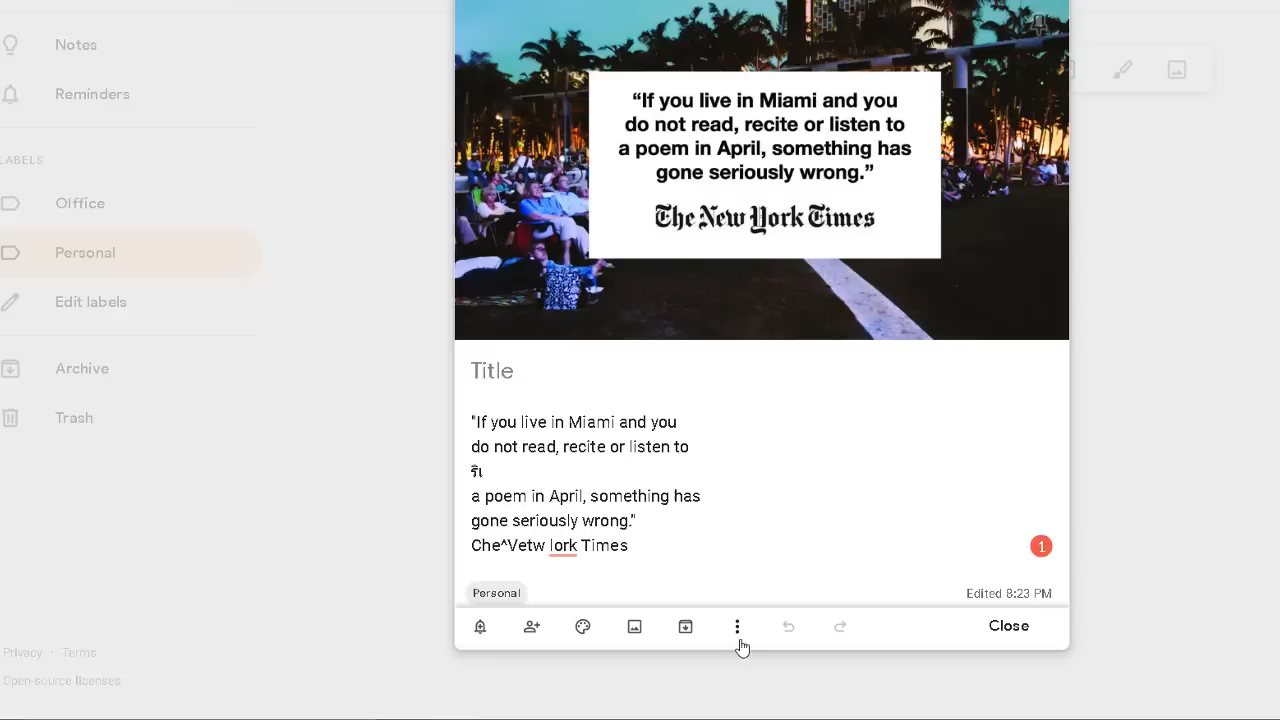 Notes
Reminders
LABELS
OIffice
Personal
Edit labels
Archive
Trash
Privacy · Terms
Open-source licenses
“If you live in Miami and you
do not read, recite or listen to
a poem in April, something has
gone seriously wrong.”
The New York Times
Title
"If you live in Miami and you
do not read, recite or listen to
a poem in April, something has
gone seriously wrong."
Che^Vetw lork Times
1
Personal
Edited 8:23 PM
Close